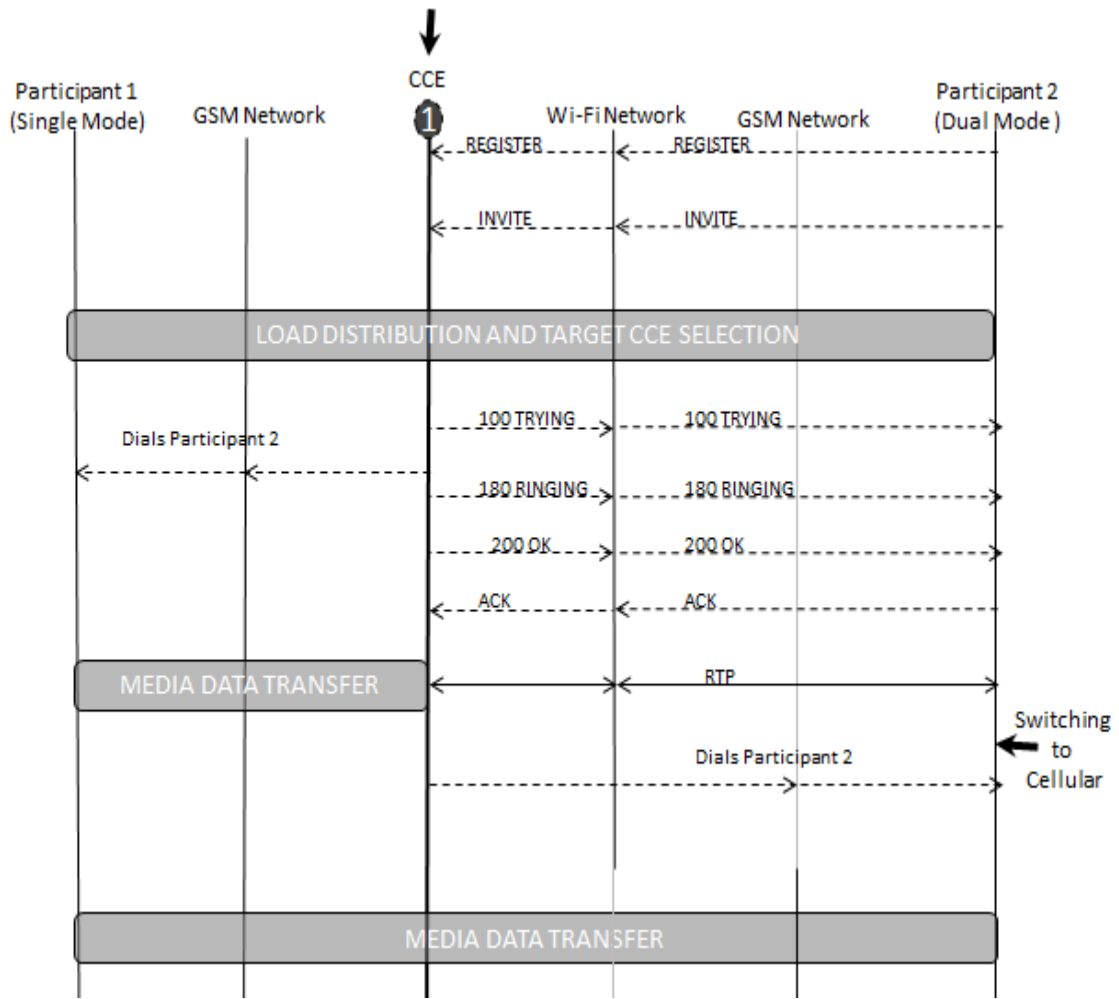 CCE
Participant 1
(Single Mode)
GSM Network
1
Wi-Fi Network
GSM Network
Participant 2
(Dual Mode )
REGISTER
REGISTER
INVITE
INVITE
LOAD DISTRIBUTION AND TARGET CCE SELECTION
100 TRYING
100 TRYING
Dials Participant 2
180 RINGING
180 RINGING
200 OK
200 OK
ACK
ACK
MEDIA DATA TRANSFER
RTP
Switching
to
Cellular
Dials Participant 2
MEDIA DATA TRANSFER